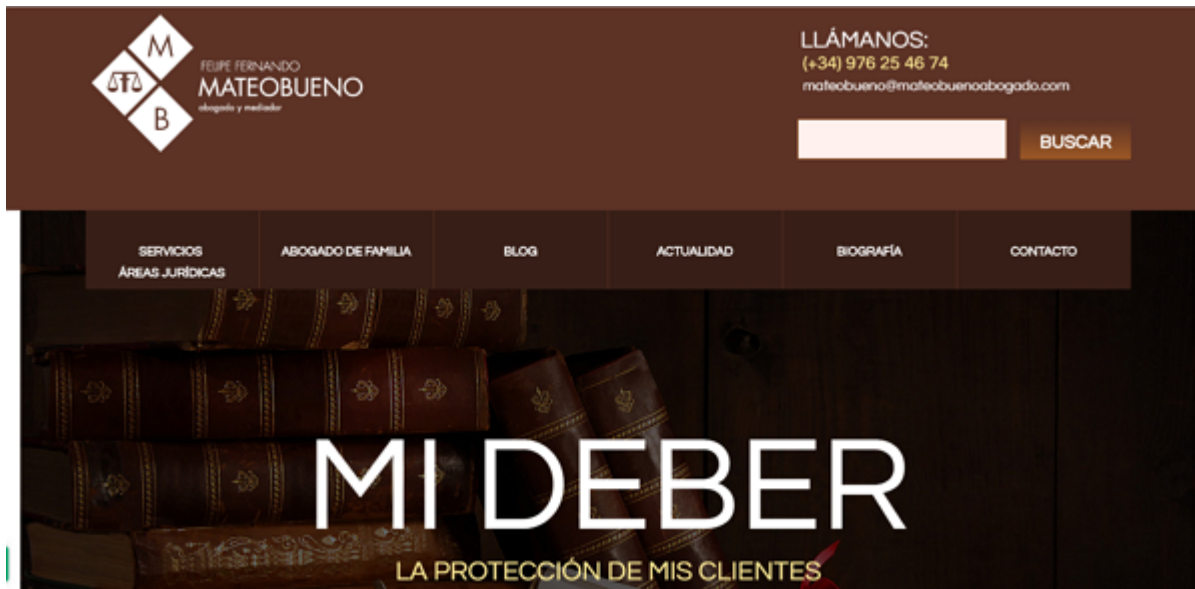 M
B
FELIPE FERNANDO
MATEOBUENO
abogado y mediador
LLÁMANOS:
(+34) 976 25 46 74
mateobueno@mateobuenoabogado.com
BUSCAR
SERVICIOS
ÁREAS JURÍDICAS
ABOGADO DE FAMILIA
BLOG
ACTUALIDAD
BIOGRAFÍA
CONTACTO
MI DEBER
LA PROTECCIÓN DE MIS CLIENTES